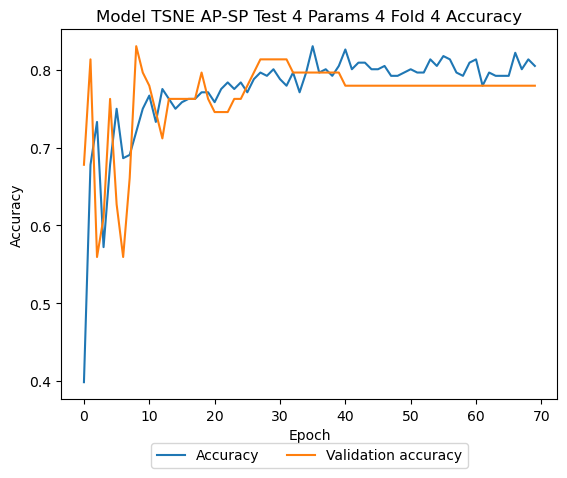 Model TSNE AP-SP Test 4 Params 4 Fold 4 Accuracy
0.8
0.7
0.6
0.5
0.4
Accuracy
0 10 20 30 40 50 60 70
Epoch
Accuracy Validation accuracy